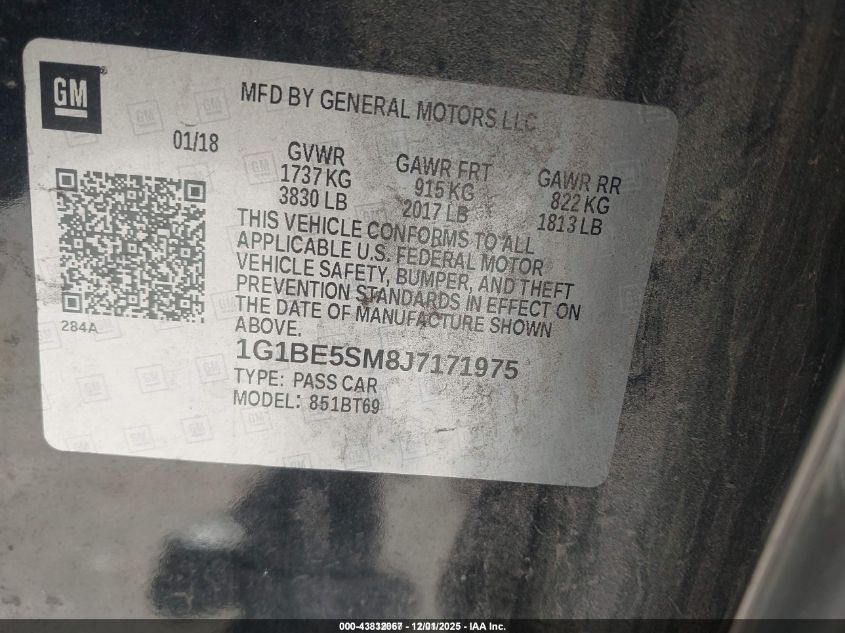 GM
MFD BY GENERAL MOTORS LLC
01/18
GVWR
1737 KG
3830 LB
GAWR FRT
915 KG
2017 LB
GAWR RR
822 KG
1813 LB
THIS VEHICLE CONFORMS TO ALL
APPLICABLE U.S. FEDERAL MOTOR
VEHICLE SAFETY, BUMPER, AND THEFT
PREVENTION STANDARDS IN EFFECT ON
THE DATE OF MANUFACTURE SHOWN
ABOVE.
284A
1G1BE5SM8J7171975
TYPE: PASS CAR
MODEL: 851BT69
12/01/2025 - IAA Inc.